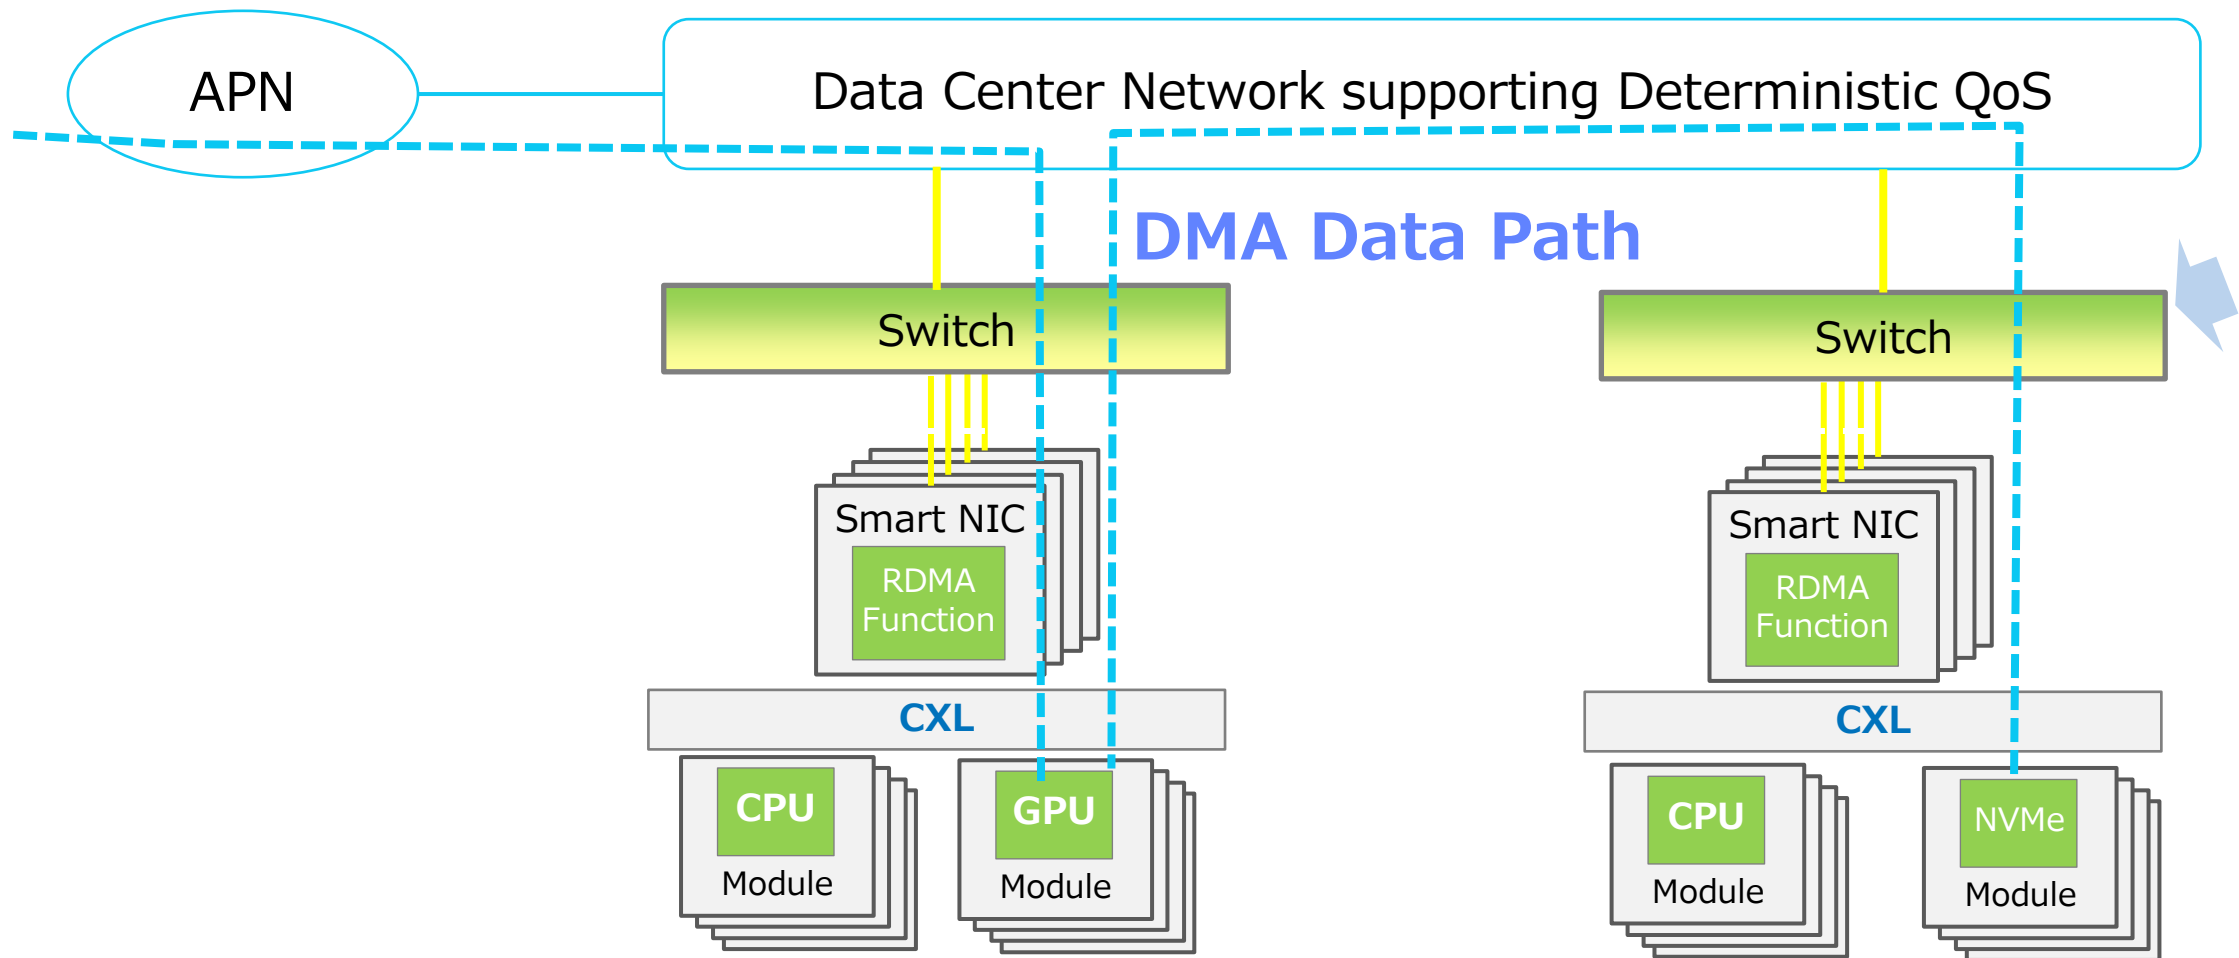 APN
Data Center Network supporting Deterministic QoS
DMA Data Path
Switch
Switch
Smart NIC
RDMA
Function
Smart NIC
RDMA
Function
CXL
CXL
CPU
Module
GPU
Module
CPU
Module
NVMe
Module